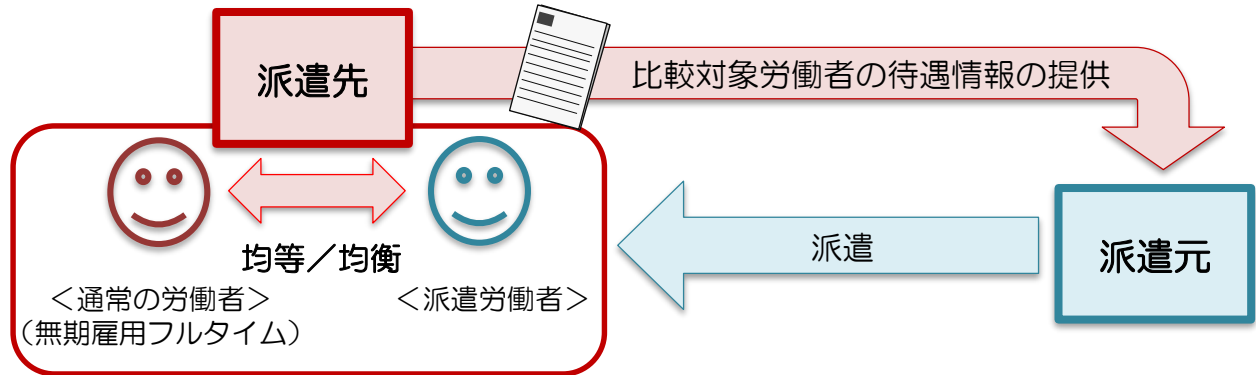 派遣先
比較対象労働者の待遇情報の提供
派遣
派遣元
均等／均衡
＜通常の労働者＞
（無期雇用フルタイム）
＜派遣労働者＞